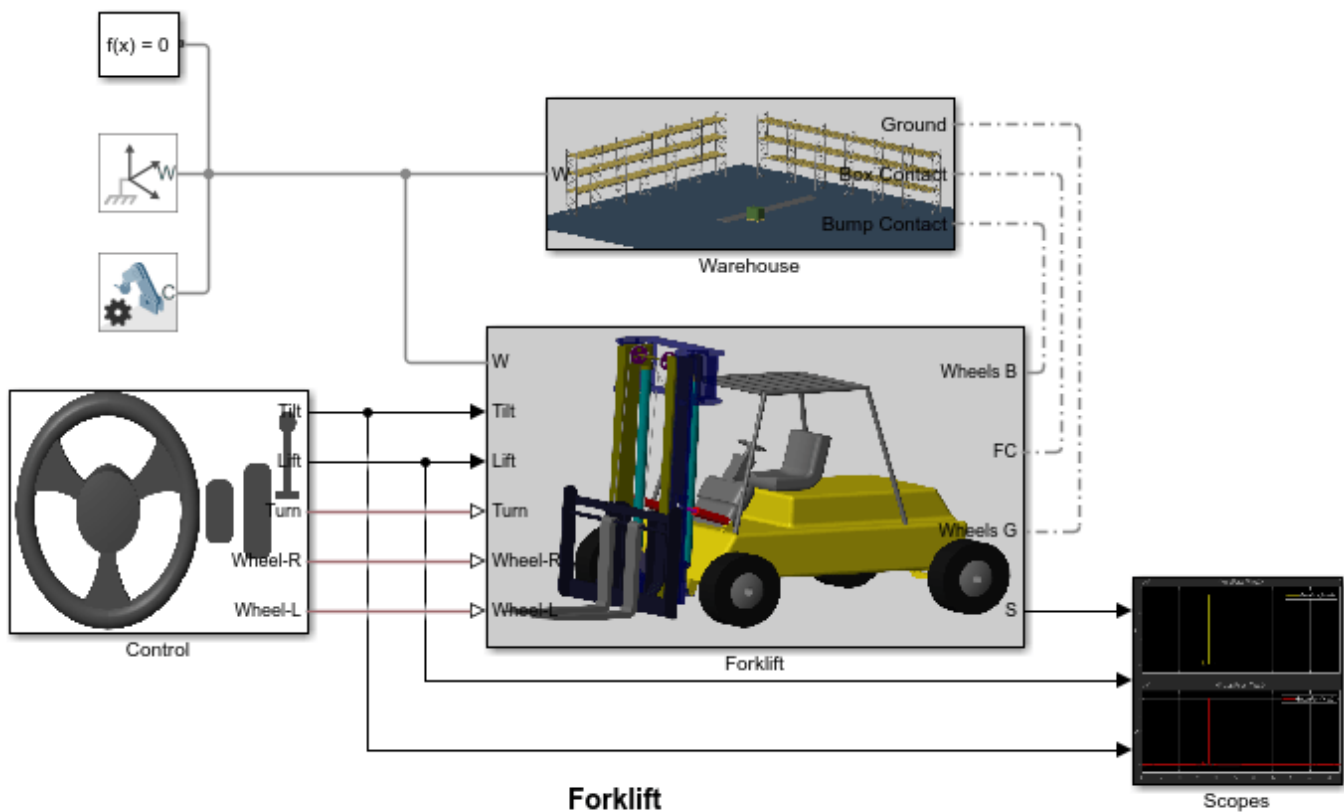 f(x) = 0
W
C
W
Ground
Box Contact
Bump Contact
Warehouse
Tilt
Lift
Turn
Wheel-R
Wheel-L
Control
W
Tilt
Lift
Turn
Wheel-R
Wheel-L
Wheels B
FC
Wheels G
S
Forklift
Scopes
Forklift